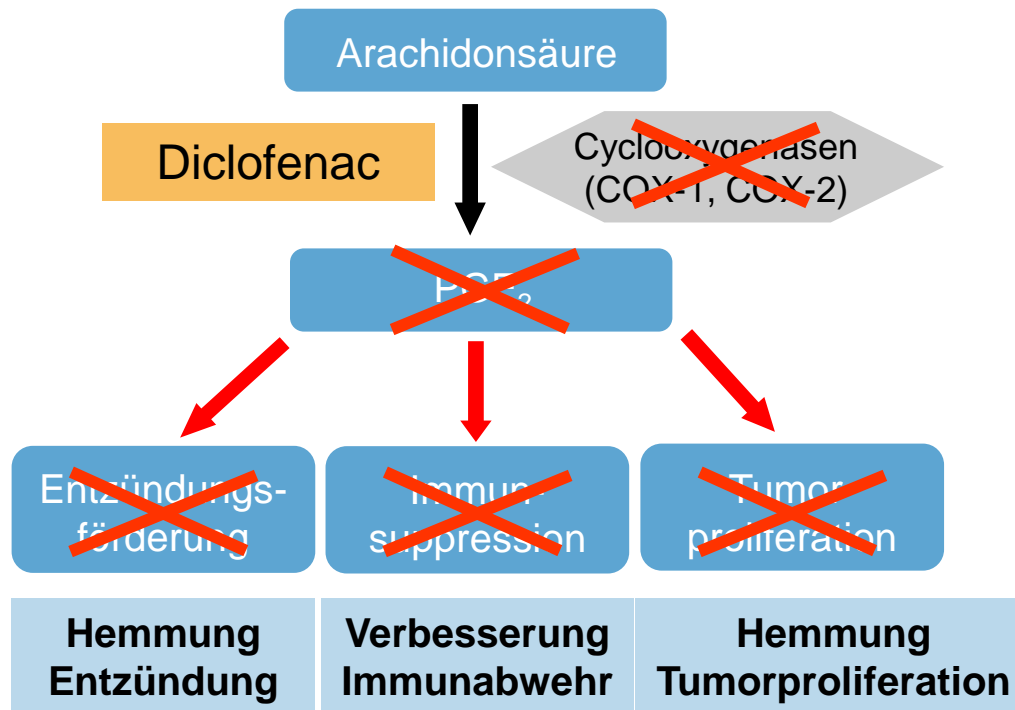 Arachidonsäure
Diclofenac
Cyclooxygenasen
(COX-1, COX-2)
PGE₂
Entzündungs-
förderung
Immun-
suppression
Tumor
proliferation
Hemmung
Entzündung
Verbesserung
Immunabwehr
Hemmung
Tumorproliferation